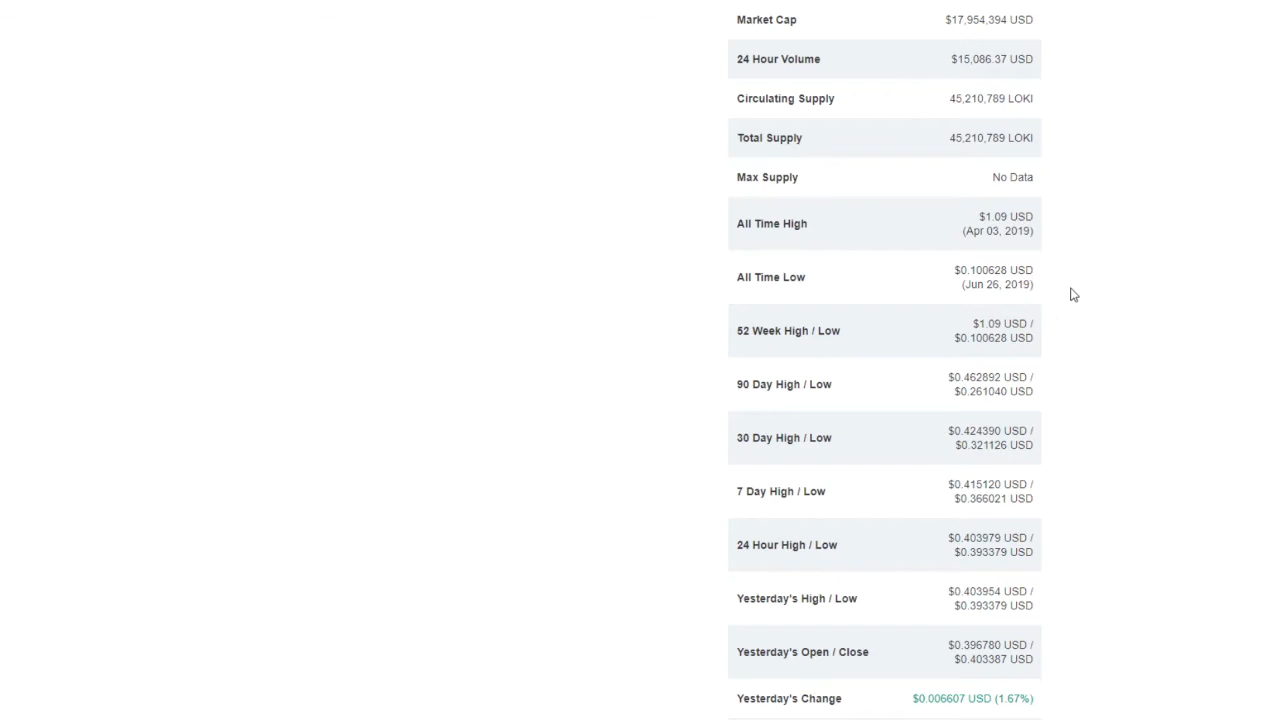 Market Cap $17,954,394 USD
24 Hour Volume $15,086.37 USD
Circulating Supply 45,210,789 LOKI
Total Supply 45,210,789 LOKI
Max Supply No Data
All Time High $1.09 USD
(Apr 03, 2019)
All Time Low $0.100628 USD
(Jun 26, 2019)
52 Week High / Low $1.09 USD /
$0.100628 USD
90 Day High / Low $0.462892 USD /
$0.261040 USD
30 Day High / Low $0.424390 USD /
$0.321126 USD
7 Day High / Low $0.415120 USD /
$0.366021 USD
24 Hour High / Low $0.403979 USD /
$0.393379 USD
Yesterday's High / Low $0.403954 USD /
$0.393379 USD
Yesterday's Open / Close $0.396780 USD /
$0.403387 USD
Yesterday's Change $0.006607 USD (1.67%)